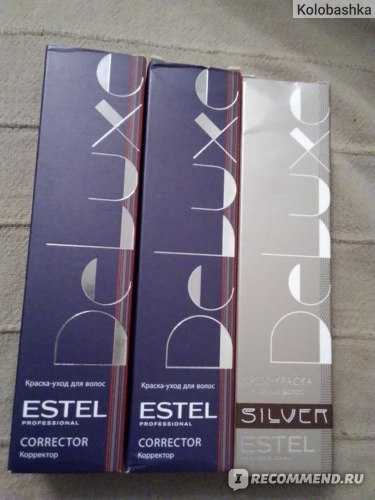 Kolobashka
DeLuxe
Краска-уход для волос
ESTEL
PROFESSIONAL
CORRECTOR
Корректор
DeLuxe
Краска-уход для волос
ESTEL
PROFESSIONAL
CORRECTOR
Корректор
DeLuxe
SILVER
ESTEL
IRECOMMEND.RU